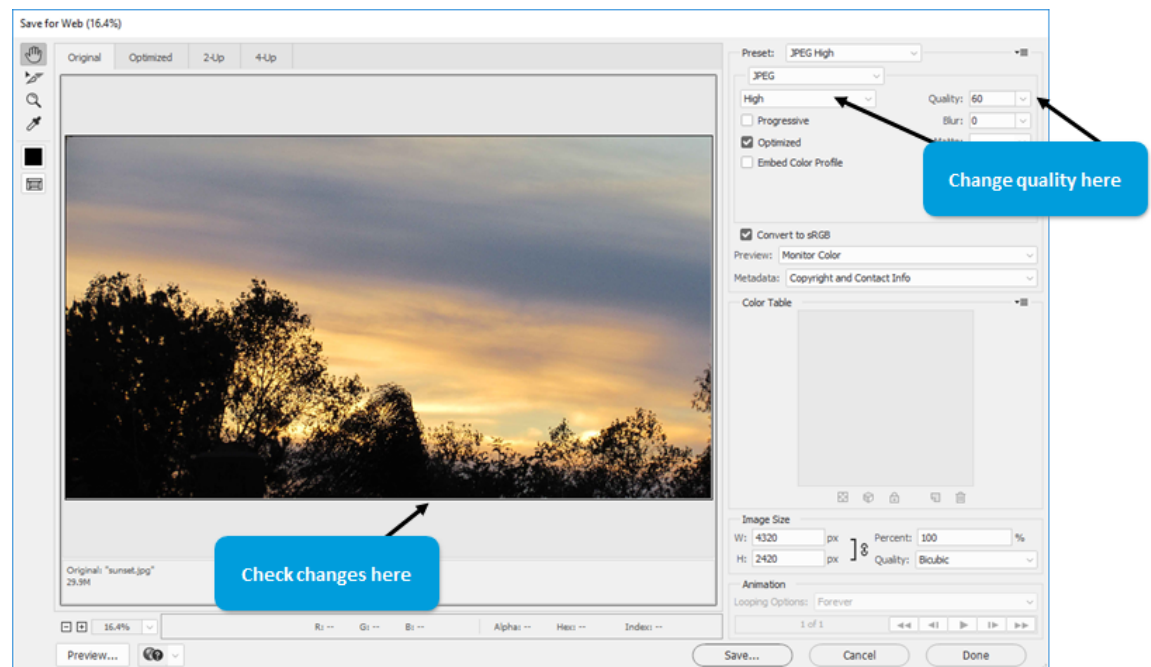 Save for Web (16.4%)
Original Optimized 2-Up 4-Up
Preset: JPEG High
JPEG
High Quality: 60
Progressive Blur: 0
Optimized
Embed Color Profile
Change quality here
Convert to sRGB
Preview: Monitor Color
Metadata: Copyright and Contact Info
Color Table
Image Size
W: 4320 px Percent: 100 %
H: 2420 px Quality: Bicubic
Check changes here
Original: "sunset.jpg"
29.9M
Animation
Looping Options: Forever
1 of 1
16.4% R: -- G: -- B: -- Alpha: -- Hex: -- Index: --
Preview... Save... Cancel Done